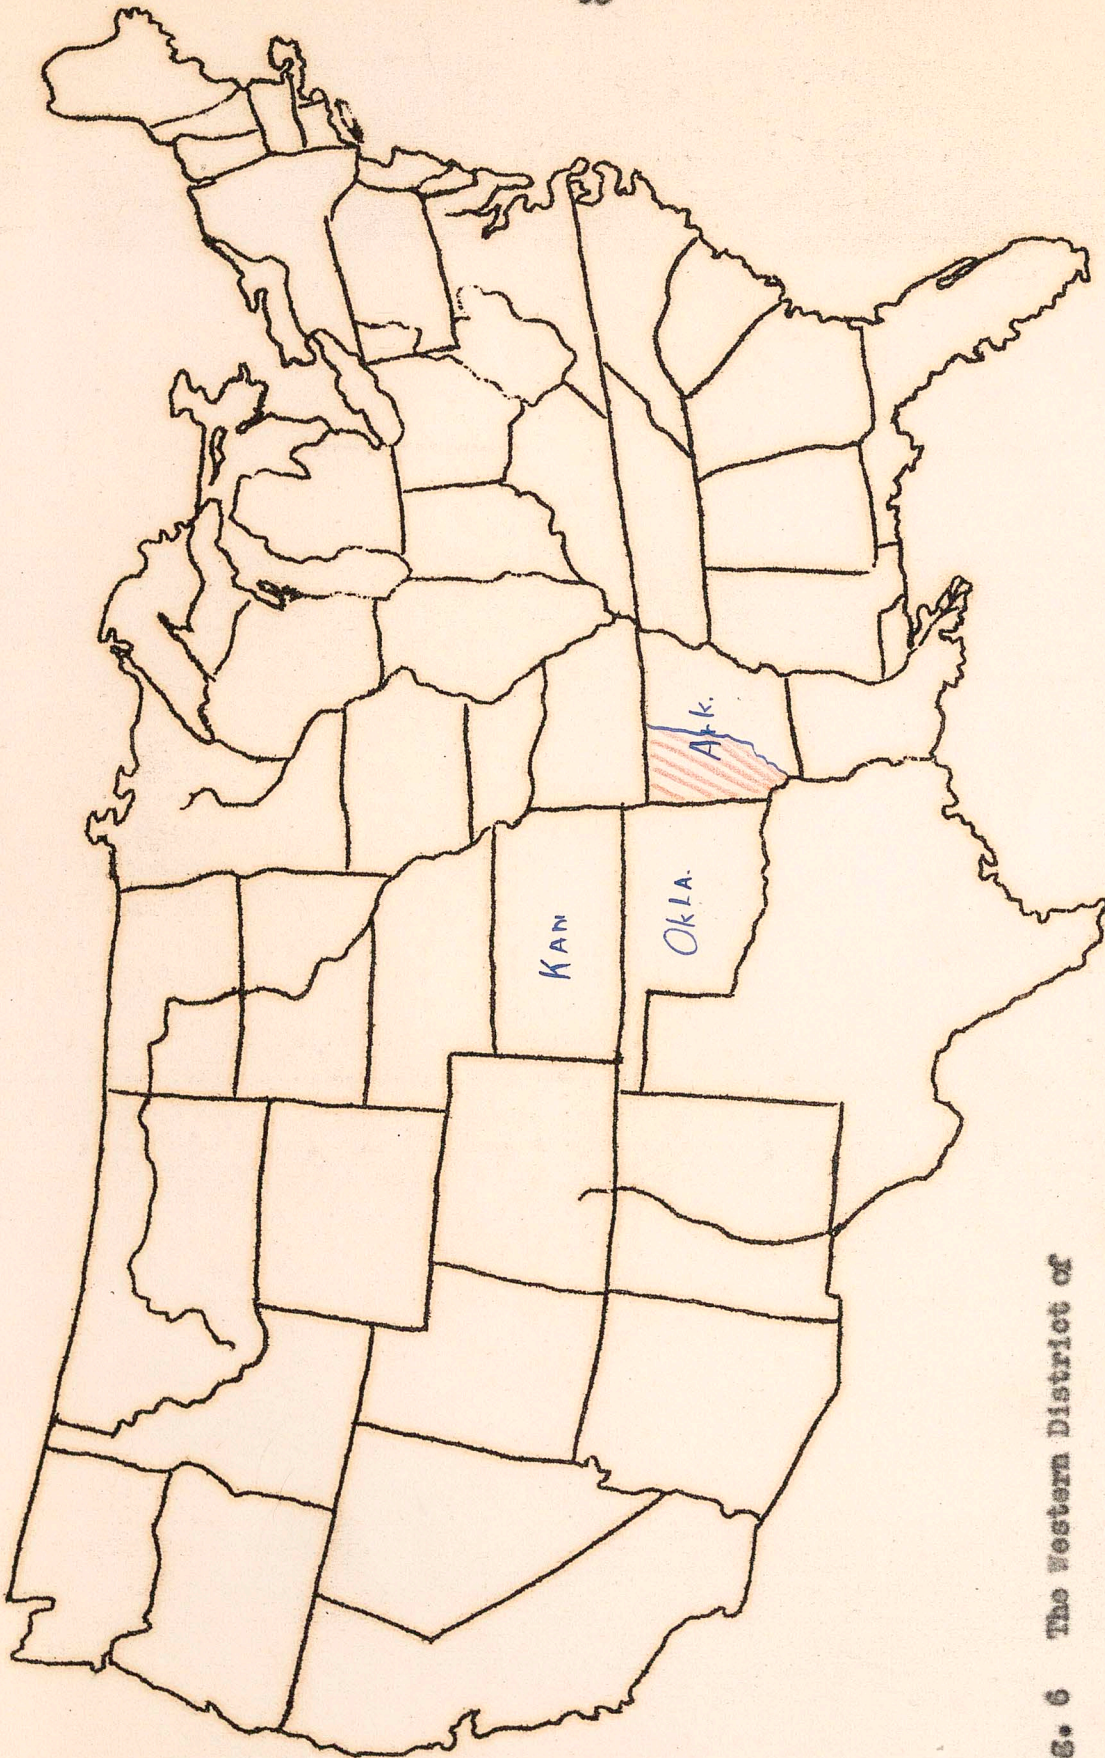 Ark.
KAN
OKLA.
g. 6 The Western District of